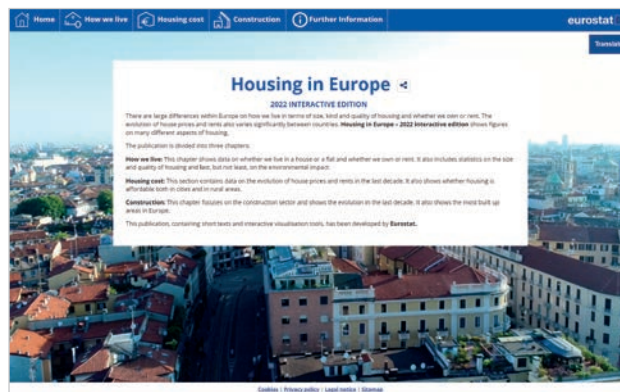 Home How we live Housing cost Construction Further Information eurostat
Translate
Housing in Europe
2022 INTERACTIVE EDITION
There are large differences within Europe on how we live in terms of size, kind and quality of housing and whether we own or rent. The
evolution of house prices and rents also varies significantly between countries. Housing in Europe – 2022 interactive edition shows figures
on many different aspects of housing.
The publication is divided into three chapters:
How we live: This chapter shows data on whether we live in a house or a flat and whether we own or rent. It also includes statistics on the size
and quality of housing and last, but not least, on the environmental impact.
Housing cost: This section contains data on the evolution of house prices and rents in the last decade. It also shows whether housing is
affordable both in cities and in rural areas.
Construction: This chapter focuses on the construction sector and shows the evolution in the last decade. It also shows the most built up
areas in Europe.
This publication, containing short texts and interactive visualisation tools, has been developed by Eurostat.
Cookies | Privacy policy | Legal notice | Sitemap